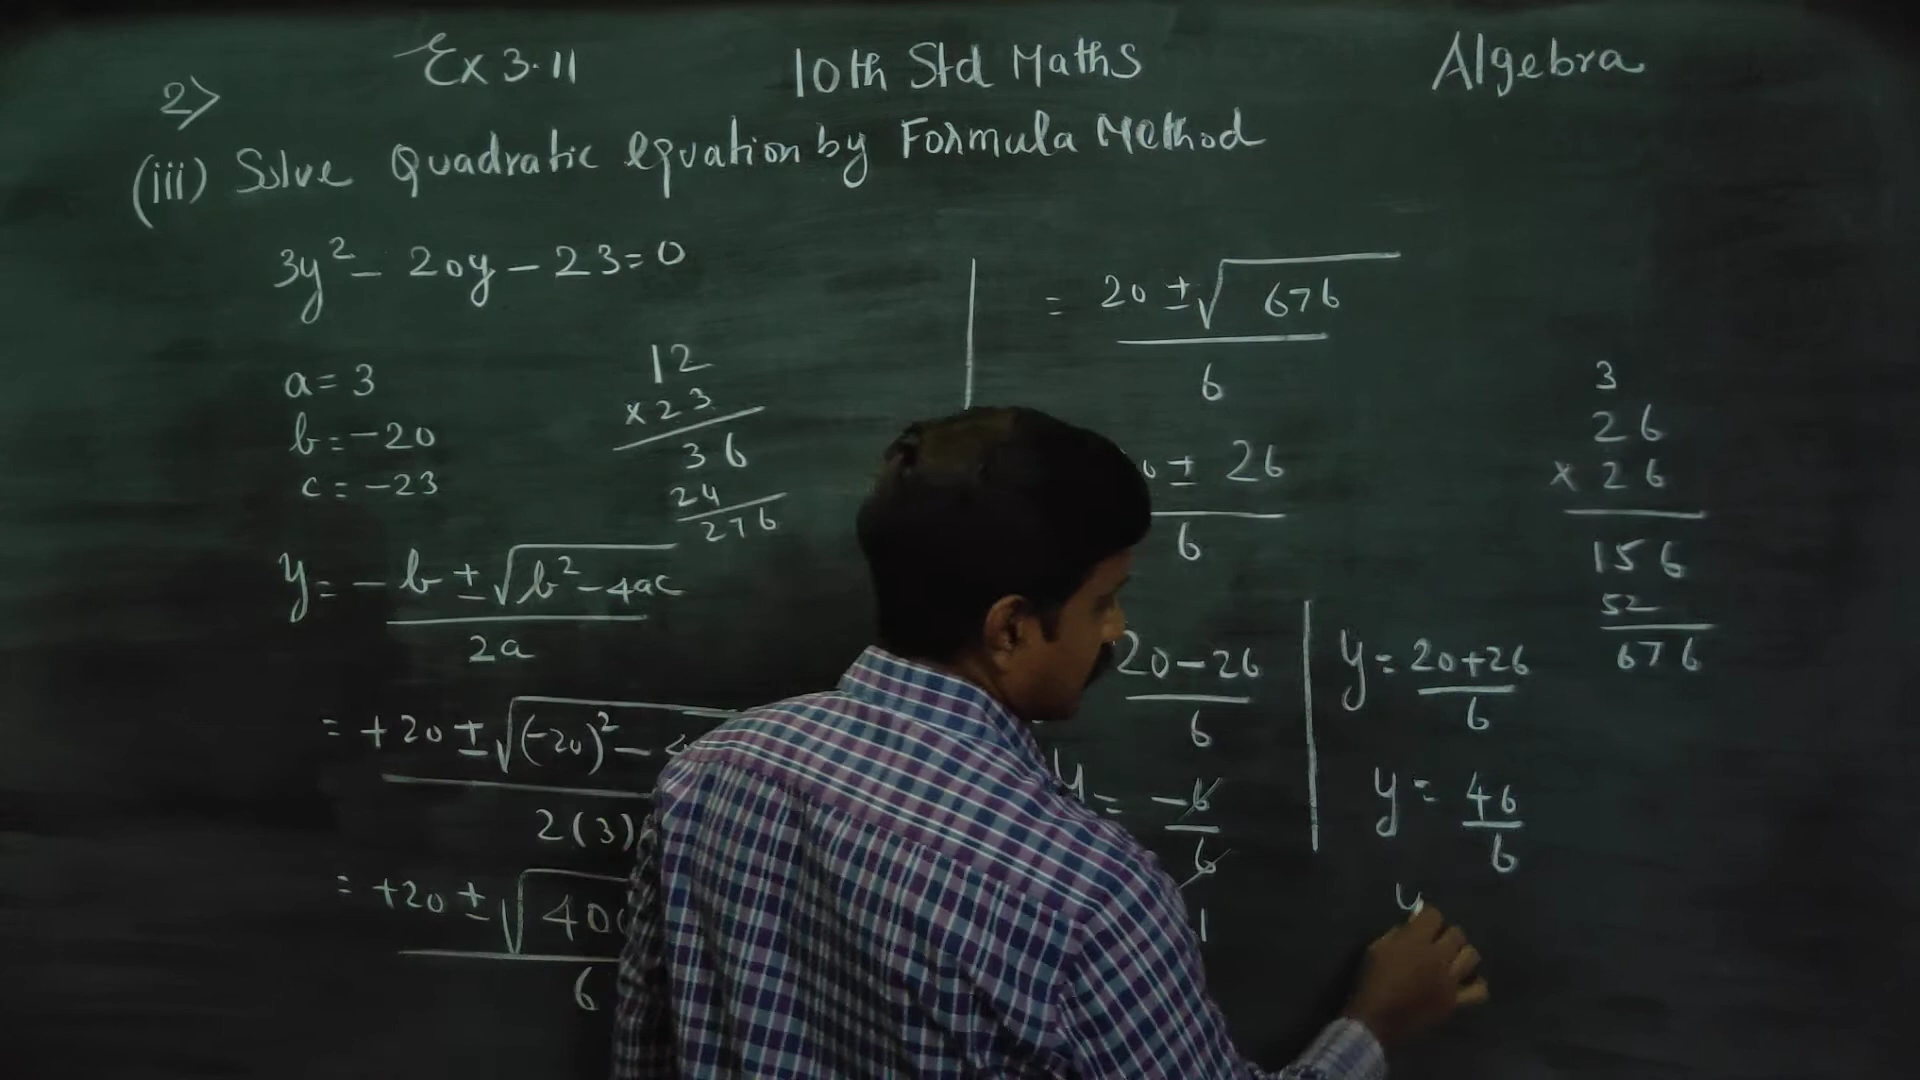 Ex 3.11 10th Std Maths Algebra
2>
(iii) Solve Quadratic equation by Formula Method
3y² - 20y - 23 = 0
a = 3
b = -20
c = -23
12
× 23
36
24
276
y = -b ± √b² - 4ac
2a
= +20 ± √(-20)² -
2(3)
= +20 ± √40
6
= 20 ± √676
6
± 26
6
20 - 26
6
y = -6
6
1
y = 20 + 26
6
y = 46
6
y
3
26
× 26
156
52
676